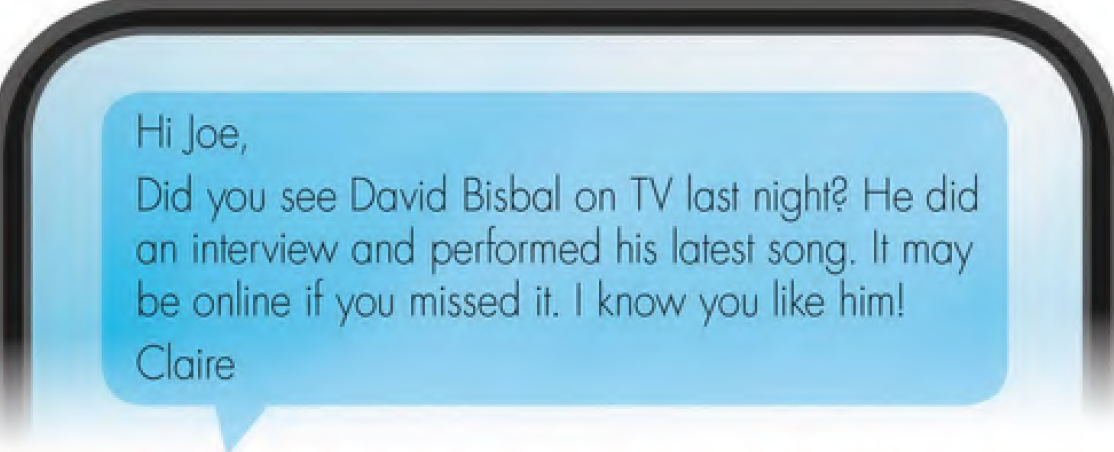 Hi Joe,
Did you see David Bisbal on TV last night? He did
an interview and performed his latest song. It may
be online if you missed it. I know you like him!
Claire